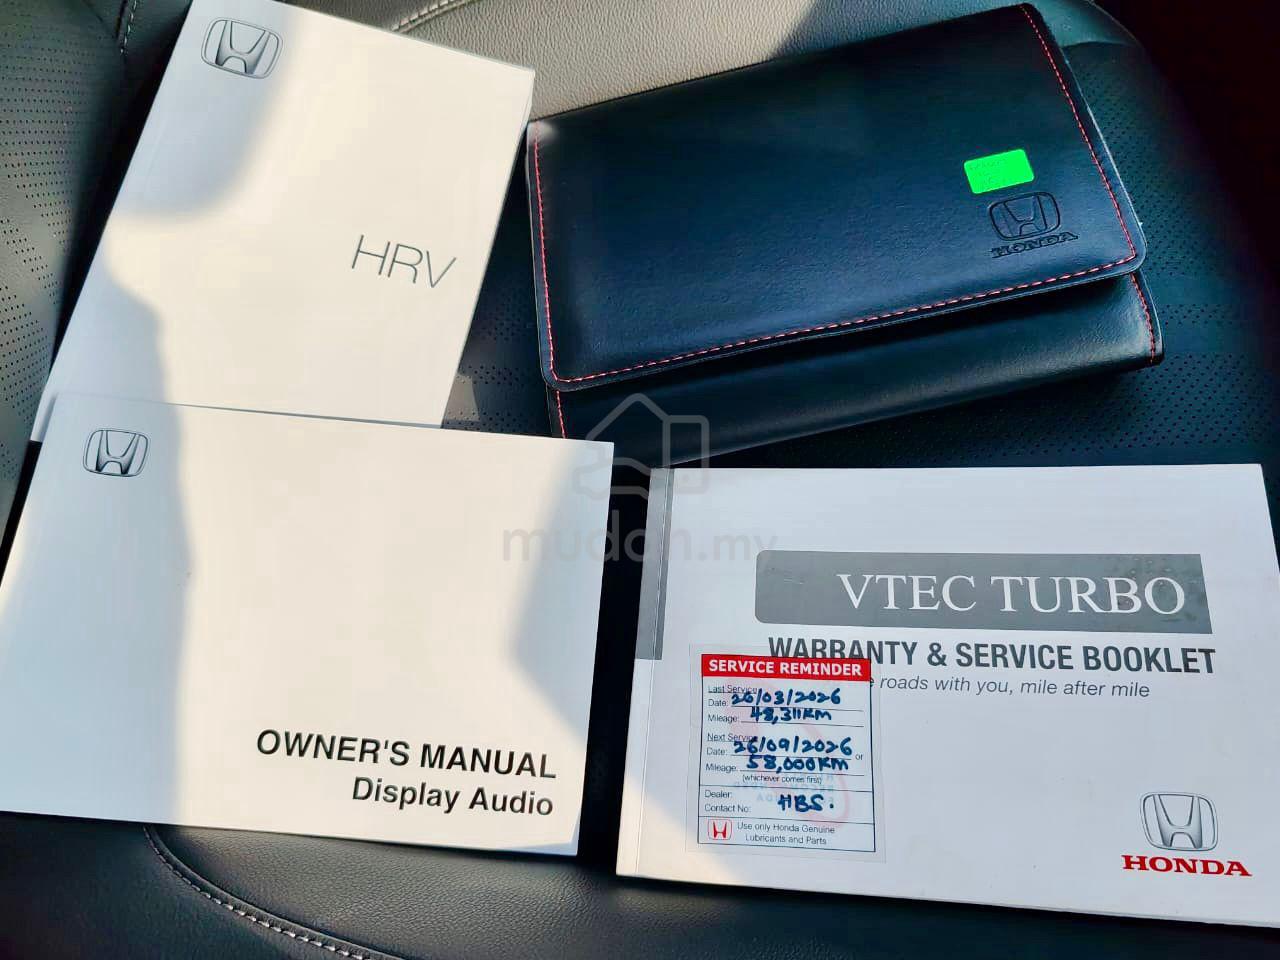 HRV
HONDA
OWNER'S MANUAL
Display Audio
mudah.my
VTEC TURBO
WARRANTY & SERVICE BOOKLET
roads with you, mile after mile
SERVICE REMINDER
Last Service
Date: 26/03/2026
Mileage: 48,311KM
Next Service
Date: 26/09/2026 or
Mileage: 58,000KM
(whichever comes first)
Dealer: HBS.
Contact No:
Use only Honda Genuine
Lubricants and Parts
HONDA